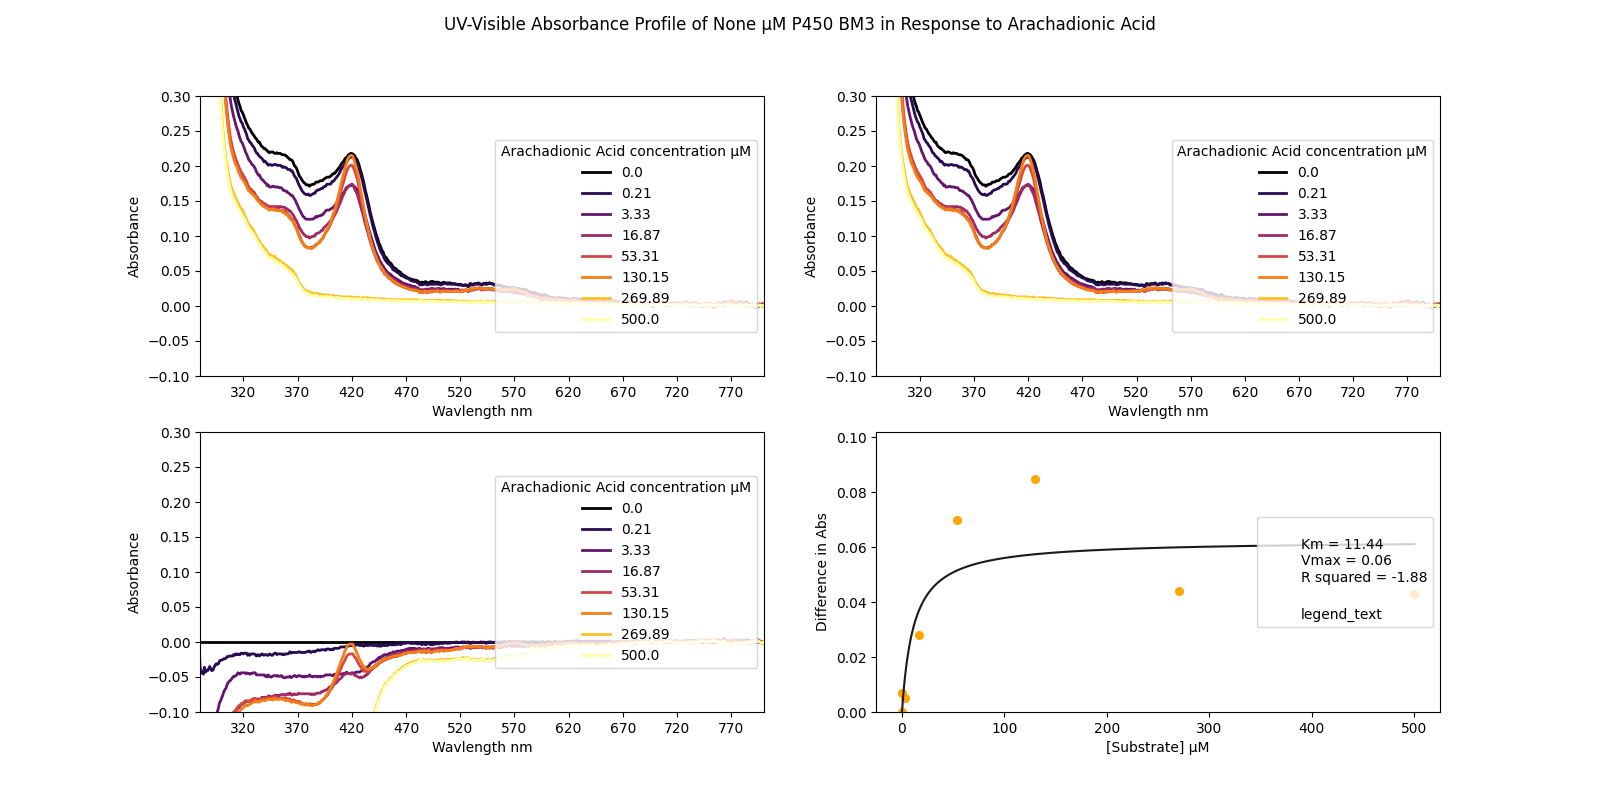 UV-Visible Absorbance Profile of None μM P450 BM3 in Response to Arachadionic Acid
0.30
0.25
0.20
0.15
0.10
0.05
0.00
−0.05
−0.10
Absorbance
320 370 420 470 520 570 620 670 720 770
Wavlength nm
Arachadionic Acid concentration μM
0.0
0.21
3.33
16.87
53.31
130.15
269.89
500.0
0.30
0.25
0.20
0.15
0.10
0.05
0.00
−0.05
−0.10
Absorbance
320 370 420 470 520 570 620 670 720 770
Wavlength nm
Arachadionic Acid concentration μM
0.0
0.21
3.33
16.87
53.31
130.15
269.89
500.0
0.30
0.25
0.20
0.15
0.10
0.05
0.00
−0.05
−0.10
Absorbance
320 370 420 470 520 570 620 670 720 770
Wavlength nm
Arachadionic Acid concentration μM
0.0
0.21
3.33
16.87
53.31
130.15
269.89
500.0
0.10
0.08
0.06
0.04
0.02
0.00
Difference in Abs
0 100 200 300 400 500
[Substrate] μM
Km = 11.44
Vmax = 0.06
R squared = -1.88
legend_text